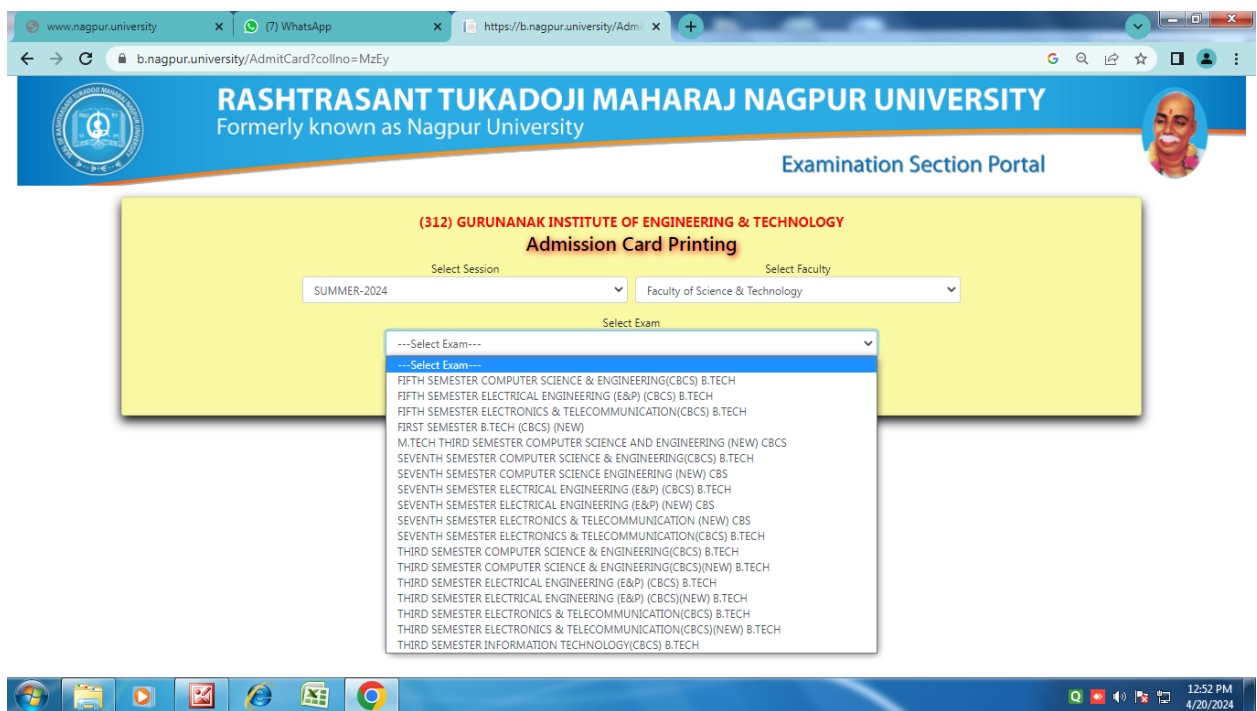 www.nagpur.university
(7) WhatsApp
https://b.nagpur.university/Admi
b.nagpur.university/AdmitCard?collno=MzEy
RASHTRASANT TUKADOJI MAHARAJ NAGPUR UNIVERSITY
Formerly known as Nagpur University
Examination Section Portal
(312) GURUNANAK INSTITUTE OF ENGINEERING & TECHNOLOGY
Admission Card Printing
Select Session Select Faculty
SUMMER-2024 Faculty of Science & Technology
Select Exam
---Select Exam---
---Select Exam---
FIFTH SEMESTER COMPUTER SCIENCE & ENGINEERING(CBCS) B.TECH
FIFTH SEMESTER ELECTRICAL ENGINEERING (E&P) (CBCS) B.TECH
FIFTH SEMESTER ELECTRONICS & TELECOMMUNICATION(CBCS) B.TECH
FIRST SEMESTER B.TECH (CBCS) (NEW)
M.TECH THIRD SEMESTER COMPUTER SCIENCE AND ENGINEERING (NEW) CBCS
SEVENTH SEMESTER COMPUTER SCIENCE & ENGINEERING(CBCS) B.TECH
SEVENTH SEMESTER COMPUTER SCIENCE ENGINEERING (NEW) CBS
SEVENTH SEMESTER ELECTRICAL ENGINEERING (E&P) (CBCS) B.TECH
SEVENTH SEMESTER ELECTRICAL ENGINEERING (E&P) (NEW) CBS
SEVENTH SEMESTER ELECTRONICS & TELECOMMUNICATION (NEW) CBS
SEVENTH SEMESTER ELECTRONICS & TELECOMMUNICATION(CBCS) B.TECH
THIRD SEMESTER COMPUTER SCIENCE & ENGINEERING(CBCS) B.TECH
THIRD SEMESTER COMPUTER SCIENCE & ENGINEERING(CBCS)(NEW) B.TECH
THIRD SEMESTER ELECTRICAL ENGINEERING (E&P) (CBCS) B.TECH
THIRD SEMESTER ELECTRICAL ENGINEERING (E&P) (CBCS)(NEW) B.TECH
THIRD SEMESTER ELECTRONICS & TELECOMMUNICATION(CBCS) B.TECH
THIRD SEMESTER ELECTRONICS & TELECOMMUNICATION(CBCS)(NEW) B.TECH
THIRD SEMESTER INFORMATION TECHNOLOGY(CBCS) B.TECH
12:52 PM
4/20/2024